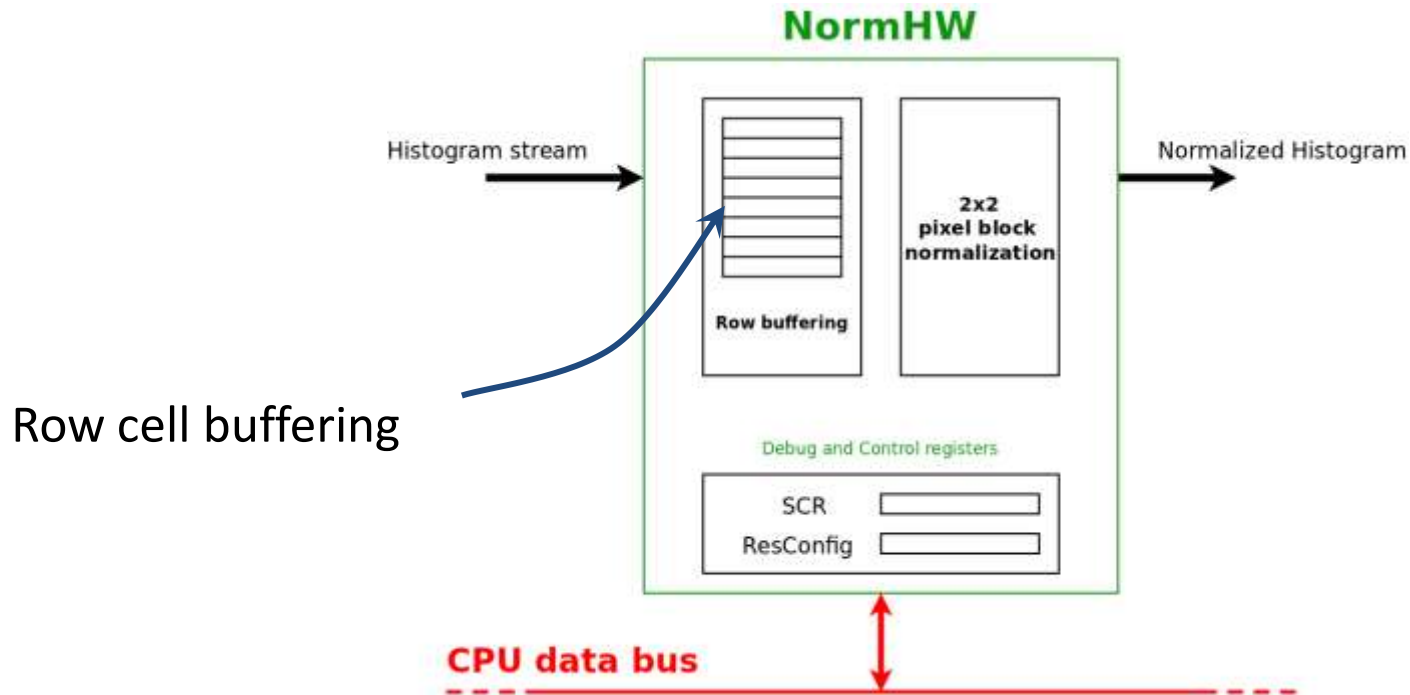 NormHW
Histogram stream
Normalized Histogram
2x2
pixel block
normalization
Row buffering
Row cell buffering
Debug and Control registers
SCR
ResConfig
CPU data bus